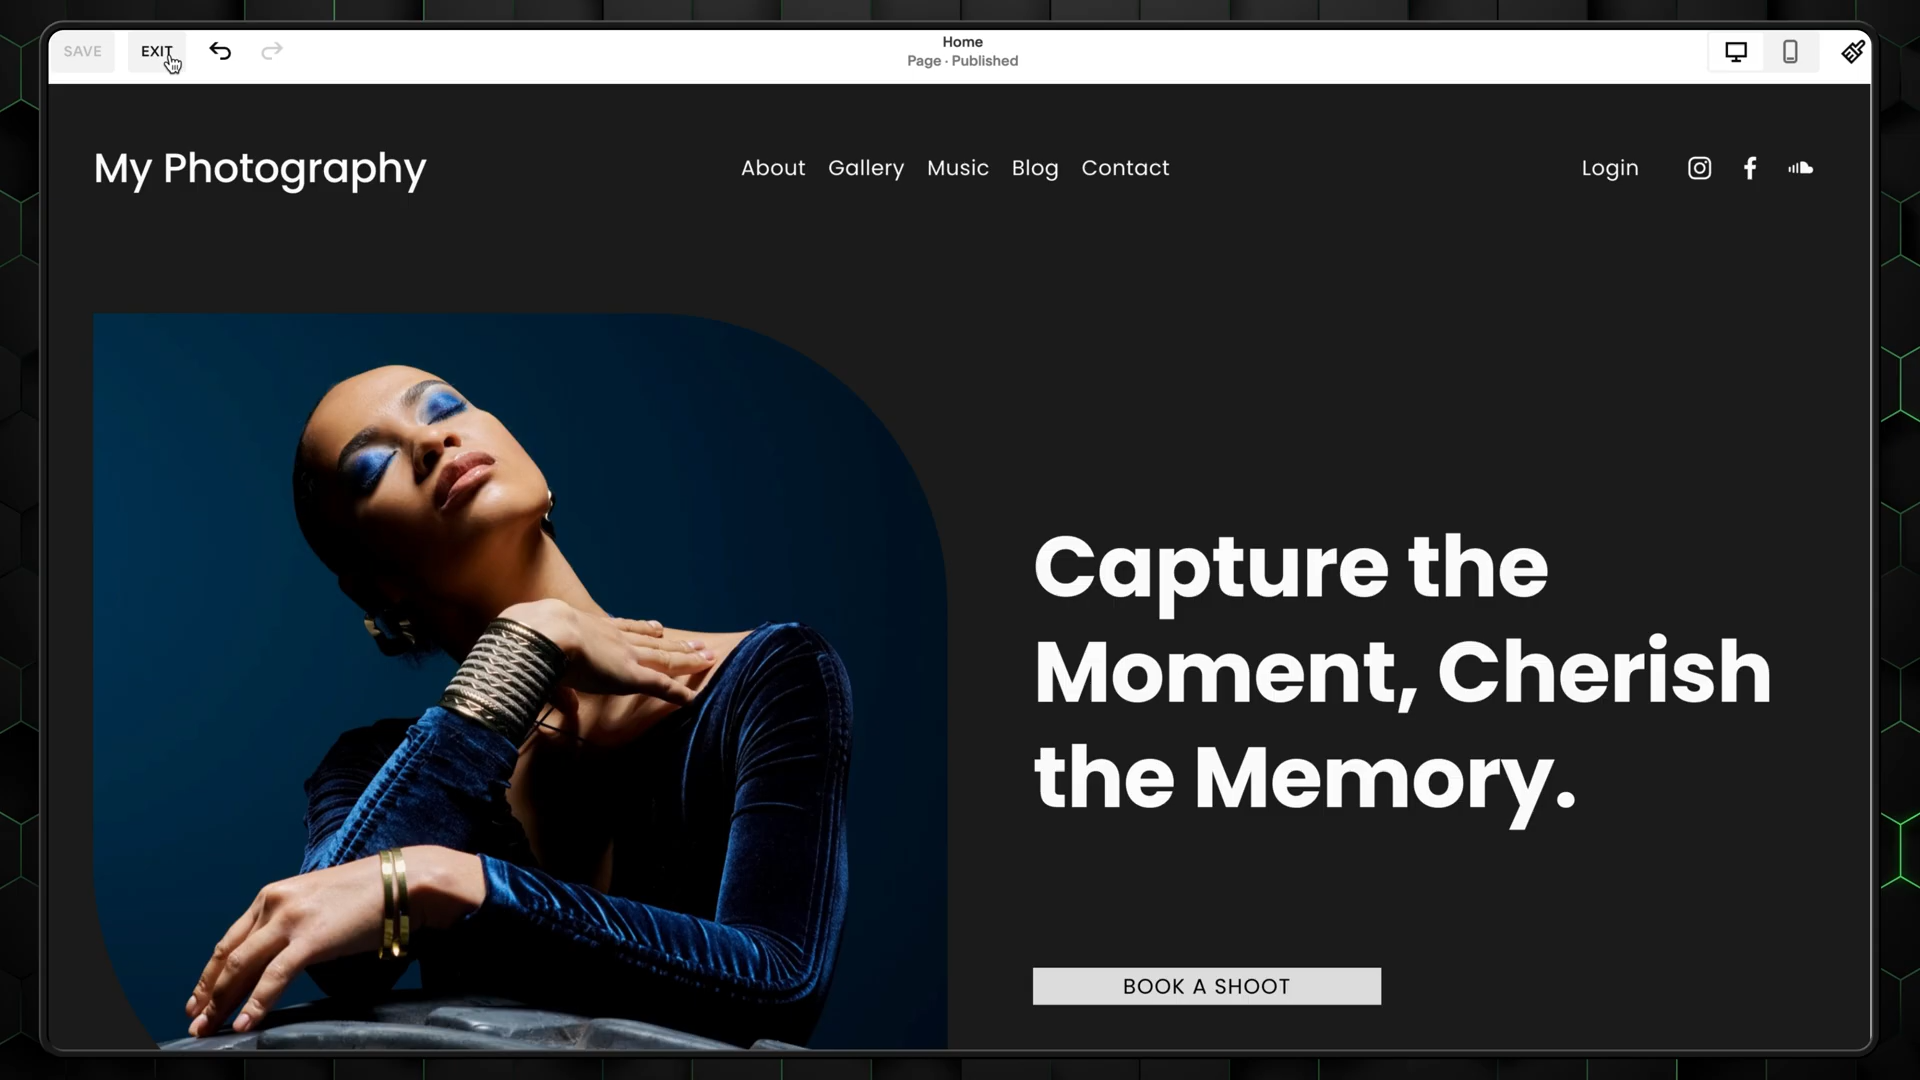 SAVE
EXIT
Home
Page · Published
My Photography
About Gallery Music Blog Contact
Login
Capture the
Moment, Cherish
the Memory.
BOOK A SHOOT